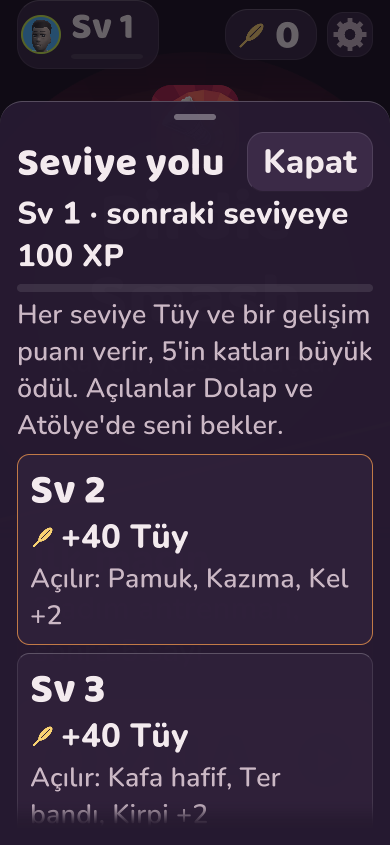 Sv 1
0
Seviye yolu
Kapat
Sv 1 · sonraki seviyeye
100 XP
Her seviye Tüy ve bir gelişim
puanı verir, 5'in katları büyük
ödül. Açılanlar Dolap ve
Atölye'de seni bekler.
Sv 2
+40 Tüy
Açılır: Pamuk, Kazıma, Kel
+2
Sv 3
+40 Tüy
Açılır: Kafa hafif, Ter
bandı, Kirpi +2